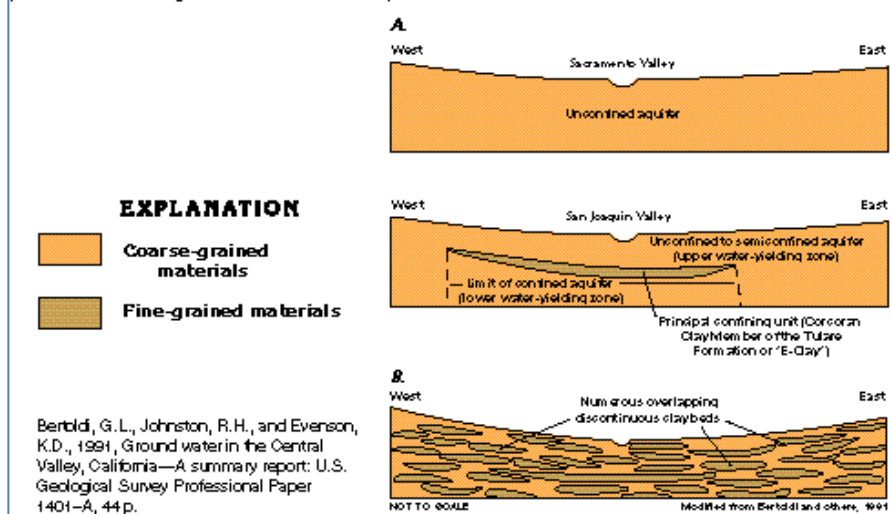 A.
West
East
Sacramento Valley
Unconfined aquifer
EXPLANATION
Coarse-grained
materials
Fine-grained materials
West
East
San Joaquin Valley
Unconfined to semiconfined aquifer
(upper water-yielding zone)
Limit of confined aquifer
(lower water-yielding zone)
Principal confining unit (Corcoran
Clay Member of the Tulare
Formation or "E-Clay")
B.
West
East
Numerous overlapping
discontinuous clay beds
NOT TO SCALE
Modified from Bertoldi and others, 1991
Bertoldi, G.L., Johnston, R.H., and Evenson,
K.D., 1991, Ground water in the Central
Valley, California—A summary report: U.S.
Geological Survey Professional Paper
1401–A, 44 p.